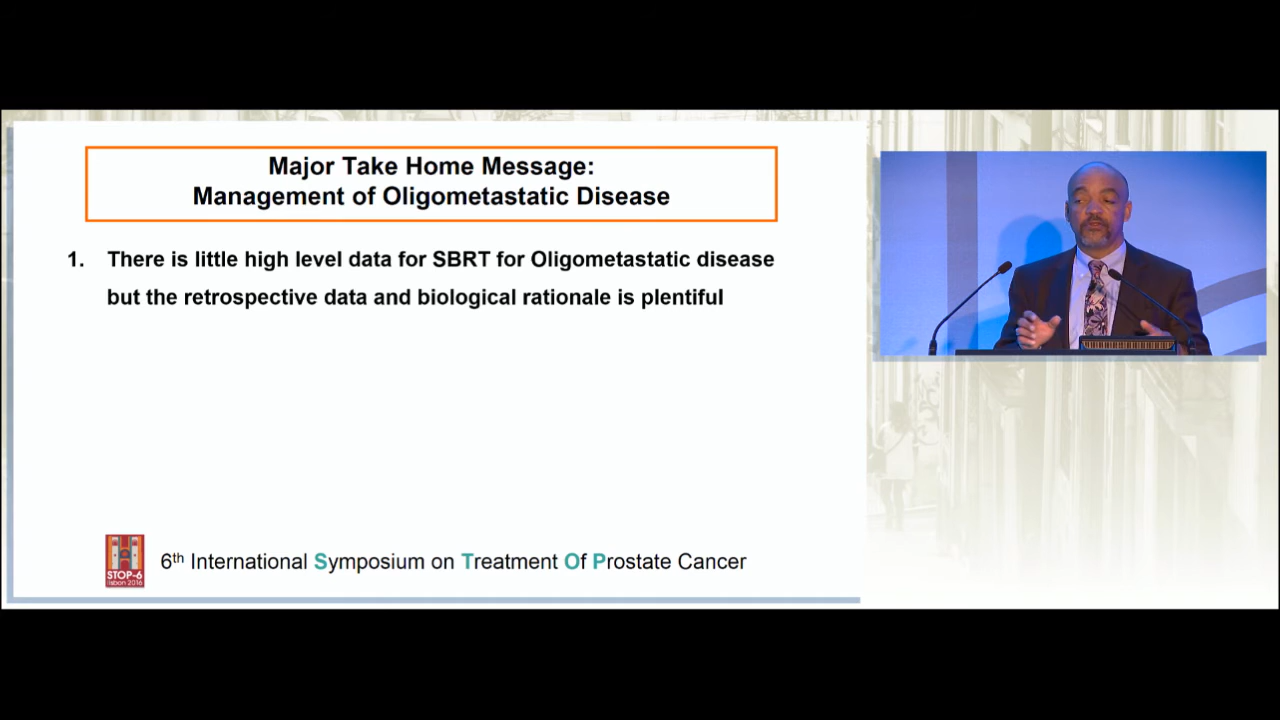 Major Take Home Message:
Management of Oligometastatic Disease
1. There is little high level data for SBRT for Oligometastatic disease
but the retrospective data and biological rationale is plentiful
STOP-6
lisbon 2016
6th International Symposium on Treatment Of Prostate Cancer